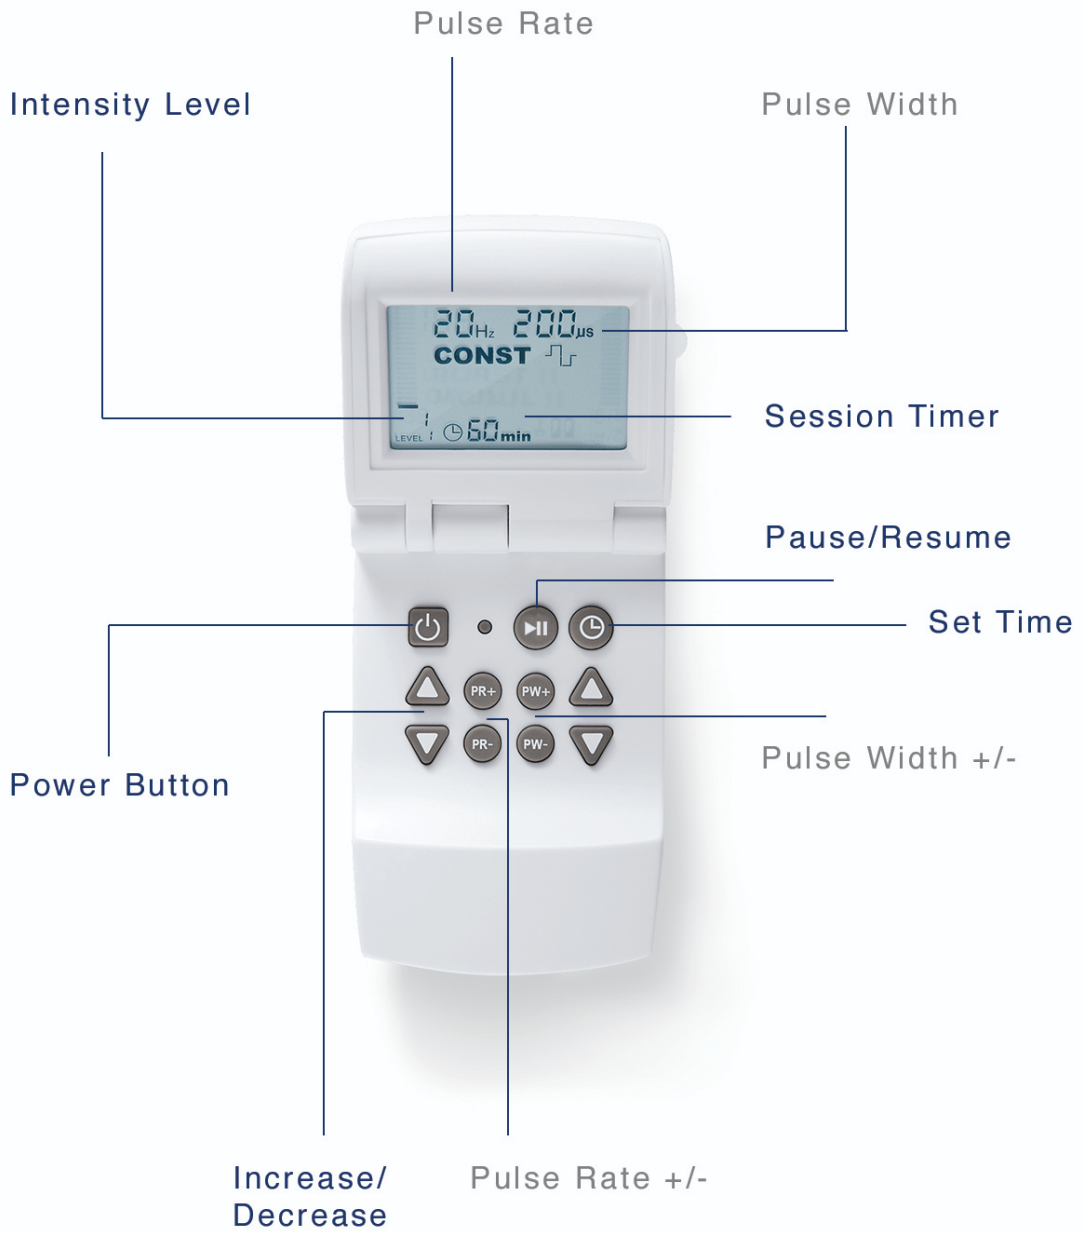 Pulse Rate
Intensity Level
Pulse Width
20Hz 200µs
CONST
1
LEVEL
60min
Session Timer
Pause/Resume
Set Time
PR+
PW+
PR-
PW-
Pulse Width +/-
Power Button
Increase/
Decrease
Pulse Rate +/-